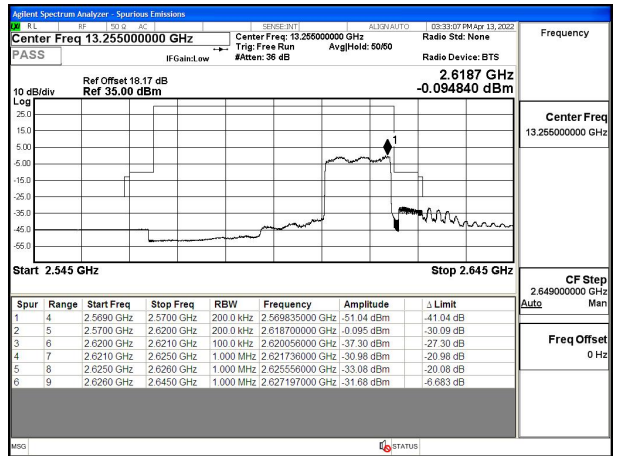 Agilent Spectrum Analyzer - Spurious Emissions
RL RF 50 Ω AC SENSE:INT ALIGN AUTO 03:33:07 PM Apr 13, 2022
Center Freq 13.255000000 GHz Center Freq: 13.255000000 GHz Radio Std: None
Trig: Free Run Avg|Hold: 50/50
PASS IFGain:Low #Atten: 36 dB Radio Device: BTS
Ref Offset 18.17 dB 2.6187 GHz
10 dB/div Ref 35.00 dBm -0.094840 dBm
Log
25.0
15.0
5.00
1
-5.00
-15.0
-25.0
-35.0
-45.0
-55.0
Start 2.545 GHz Stop 2.645 GHz
Spur Range Start Freq Stop Freq RBW Frequency Amplitude Δ Limit
1 4 2.5690 GHz 2.5700 GHz 200.0 kHz 2.569835000 GHz -51.04 dBm -41.04 dB
2 5 2.5700 GHz 2.6200 GHz 200.0 kHz 2.618700000 GHz -0.095 dBm -30.09 dB
3 6 2.6200 GHz 2.6210 GHz 100.0 kHz 2.620056000 GHz -37.30 dBm -27.30 dB
4 7 2.6210 GHz 2.6250 GHz 1.000 MHz 2.621736000 GHz -30.98 dBm -20.98 dB
5 8 2.6250 GHz 2.6260 GHz 1.000 MHz 2.625556000 GHz -33.08 dBm -20.08 dB
6 9 2.6260 GHz 2.6450 GHz 1.000 MHz 2.627197000 GHz -31.68 dBm -6.683 dB
MSG STATUS
Frequency
Center Freq
13.255000000 GHz
CF Step
2.649000000 GHz
Auto Man
Freq Offset
0 Hz